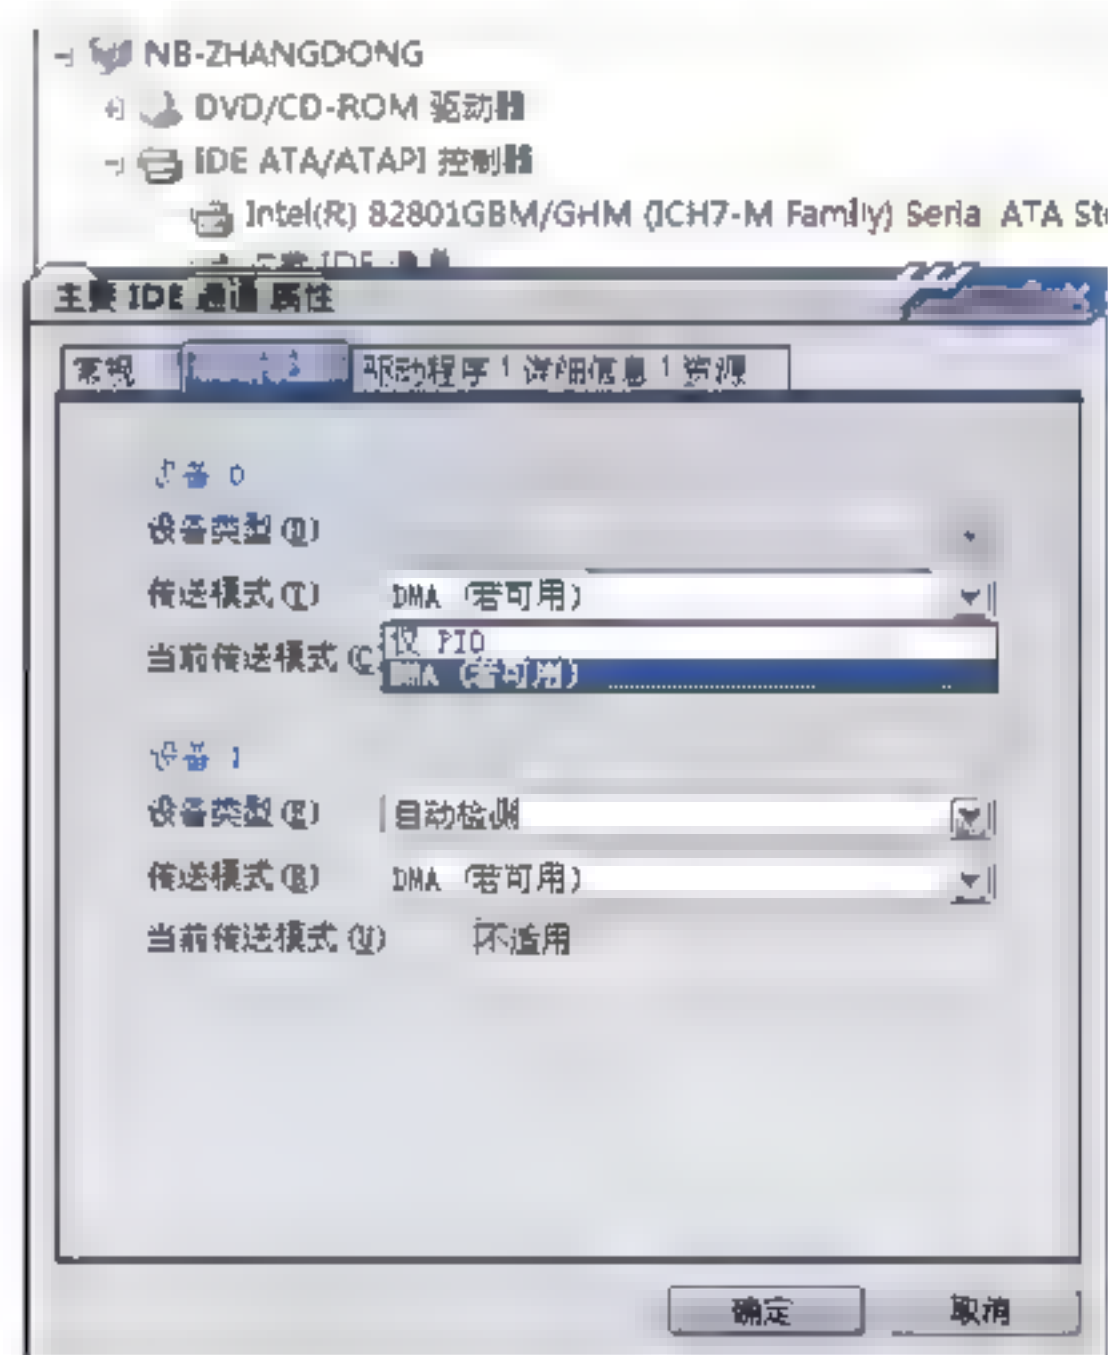 NB-ZHANGDONG
DVD/CD-ROM 驱动
IDE ATA/ATAPI 控制
Intel(R) 82801GBM/GHM (ICH7-M Family) Seria ATA St
IDE
主要 IDE 通道 属性
常规
驱动程序 详细信息 资源
备 0
设备类型(D)
传送模式(T) DMA (若可用)
当前传送模式(C 仅 PIO
DMA (若可用)
设备 1
设备类型(E) 自动检测
传送模式(R) DMA (若可用)
当前传送模式(U) 不适用
确定 取消